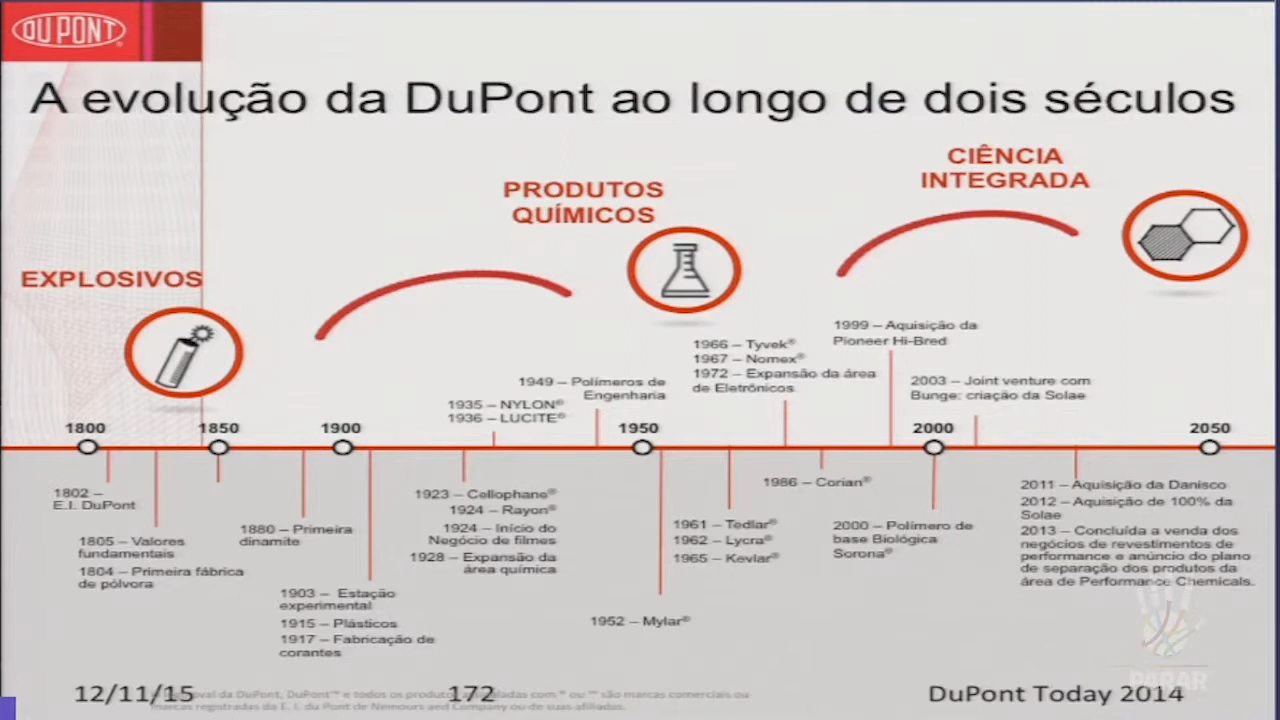 DU PONT
A evolução da DuPont ao longo de dois séculos
EXPLOSIVOS
PRODUTOS
QUÍMICOS
CIÊNCIA
INTEGRADA
1949 – Polímeros de
Engenharia
1935 – NYLON®
1936 – LUCITE®
1966 – Tyvek®
1967 – Nomex®
1972 – Expansão da área
de Eletrônicos
1999 – Aquisição da
Pioneer Hi-Bred
2003 – Joint venture com
Bunge: criação da Solae
1800 1850 1900 1950 2000 2050
1802 –
E.I. DuPont
1805 – Valores
fundamentais
1804 – Primeira fábrica
de pólvora
1880 – Primeira
dinamite
1903 – Estação
experimental
1915 – Plásticos
1917 – Fabricação de
corantes
1923 – Cellophane®
1924 – Rayon®
1924 – Início do
Negócio de filmes
1928 – Expansão da
área química
1952 – Mylar®
1961 – Tedlar®
1962 – Lycra®
1965 – Kevlar®
1986 – Corian®
2000 – Polímero de
base Biológica
Sorona®
2011 – Aquisição da Danisco
2012 – Aquisição de 100% da
Solae
2013 – Concluída a venda dos
negócios de revestimentos de
performance e anúncio do plano
de separação dos produtos da
área de Performance Chemicals.
PARAR
12/11/15 172 DuPont Today 2014
oval da DuPont, DuPont™ e todos os produtos com ® ou ™ são marcas comerciais ou
marcas registradas da E. I. du Pont de Nemours and Company ou de suas afiliadas.